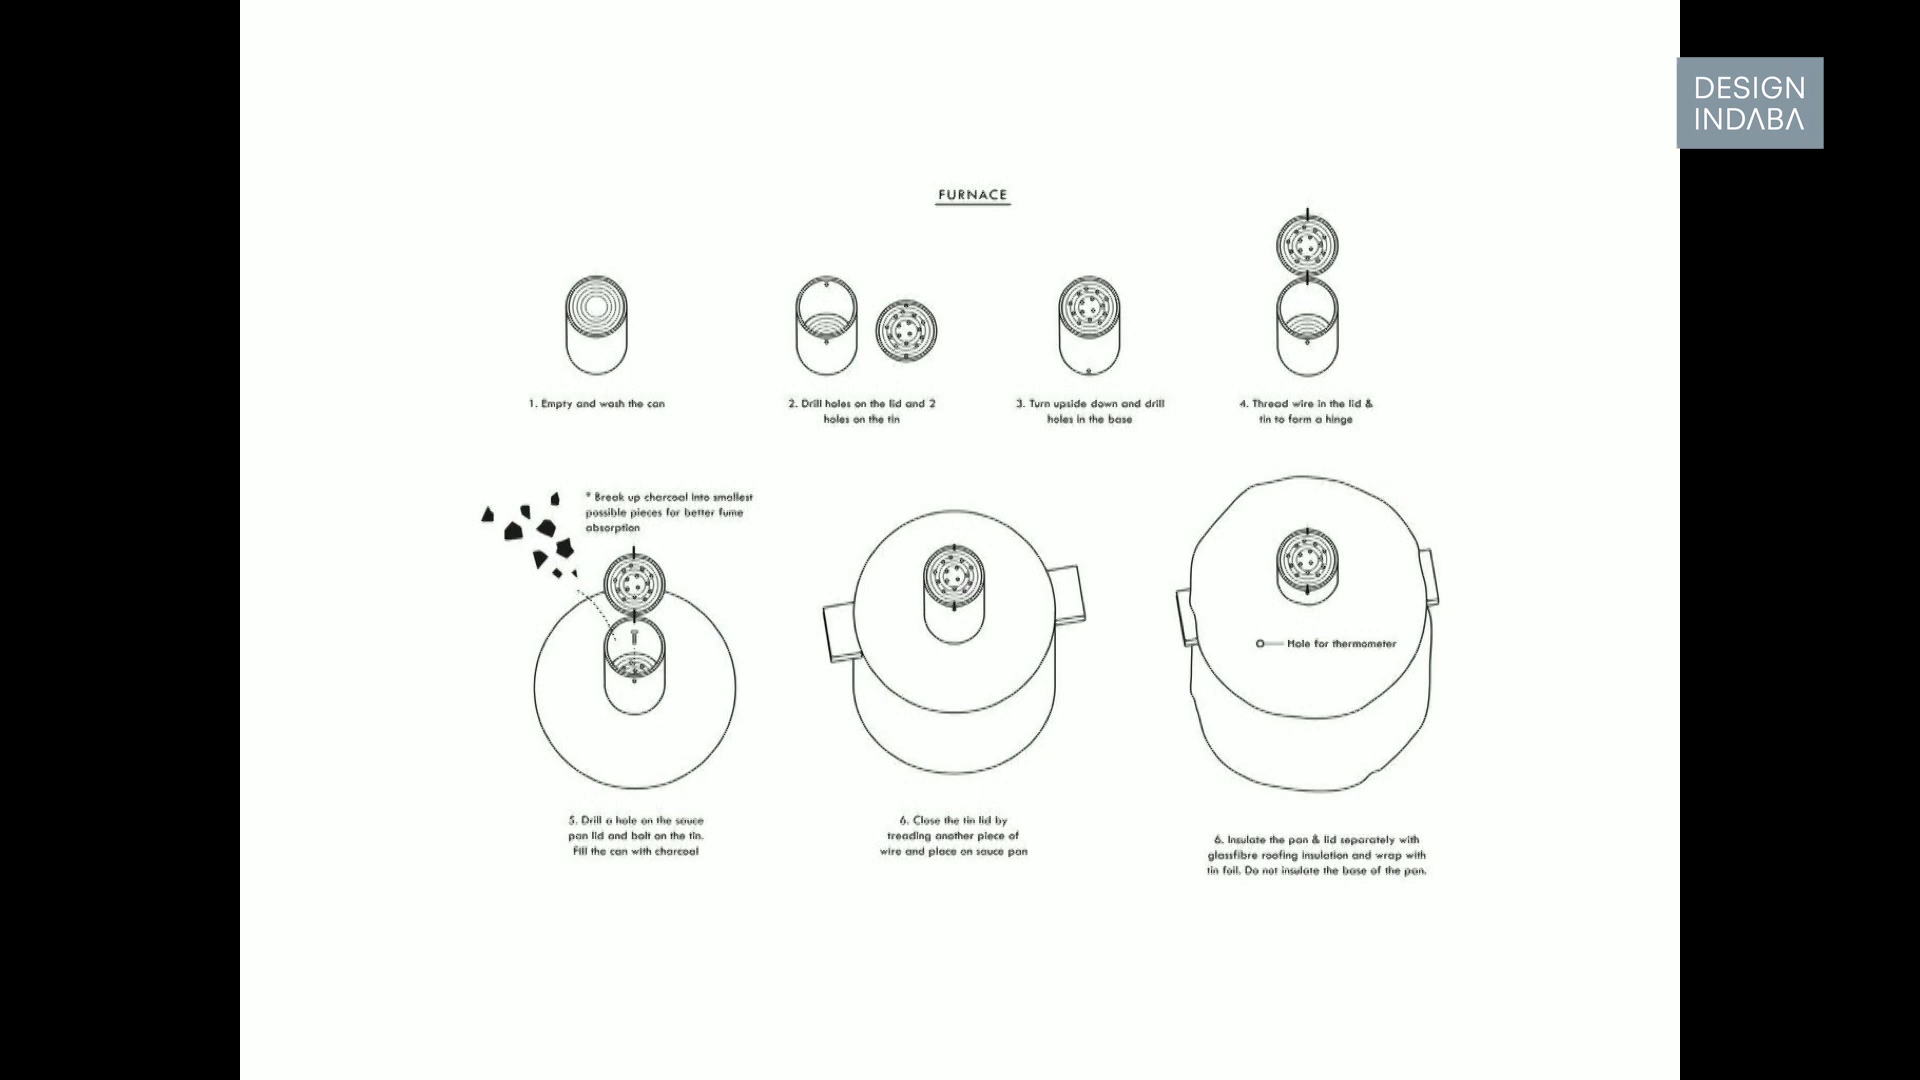 DESIGN
INDABA
FURNACE
1. Empty and wash the can
2. Drill holes on the lid and 2
holes on the tin
3. Turn upside down and drill
holes in the base
4. Thread wire in the lid &
tin to form a hinge
* Break up charcoal into smallest
possible pieces for better fume
absorption
Hole for thermometer
5. Drill a hole on the sauce
pan lid and bolt on the tin.
Fill the can with charcoal
6. Close the tin lid by
treading another piece of
wire and place on sauce pan
6. Insulate the pan & lid separately with
glassfibre roofing insulation and wrap with
tin foil. Do not insulate the base of the pan.